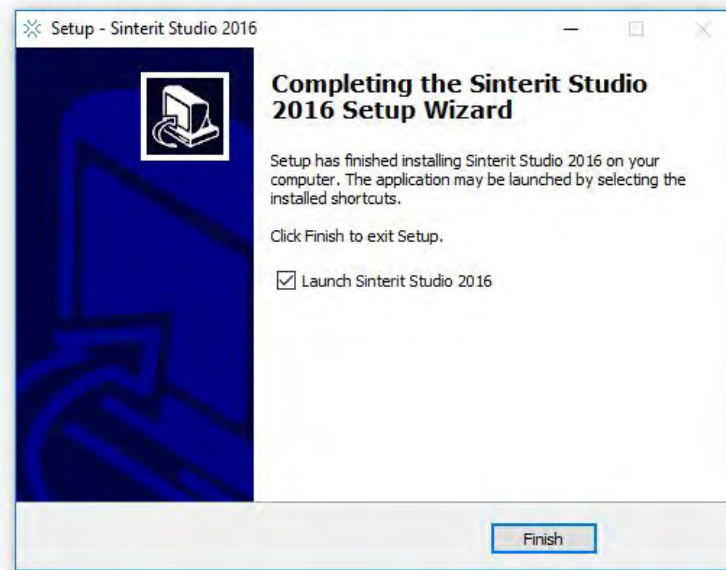 Setup - Sinterit Studio 2016
Completing the Sinterit Studio
2016 Setup Wizard
Setup has finished installing Sinterit Studio 2016 on your
computer. The application may be launched by selecting the
installed shortcuts.
Click Finish to exit Setup.
Launch Sinterit Studio 2016
Finish